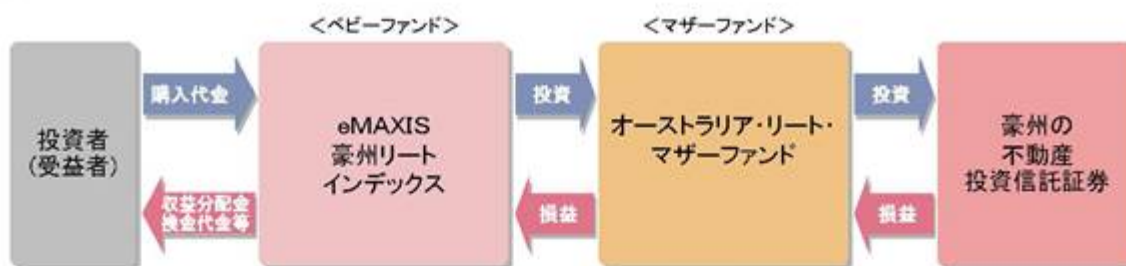 <ベビーファンド>
<マザーファンド>
投資者
(受益者)
購入代金
収益分配金
換金代金等
eMAXIS
豪州リート
インデックス
投資
損益
オーストラリア・リート・
マザーファンド
投資
損益
豪州の
不動産
投資信託証券